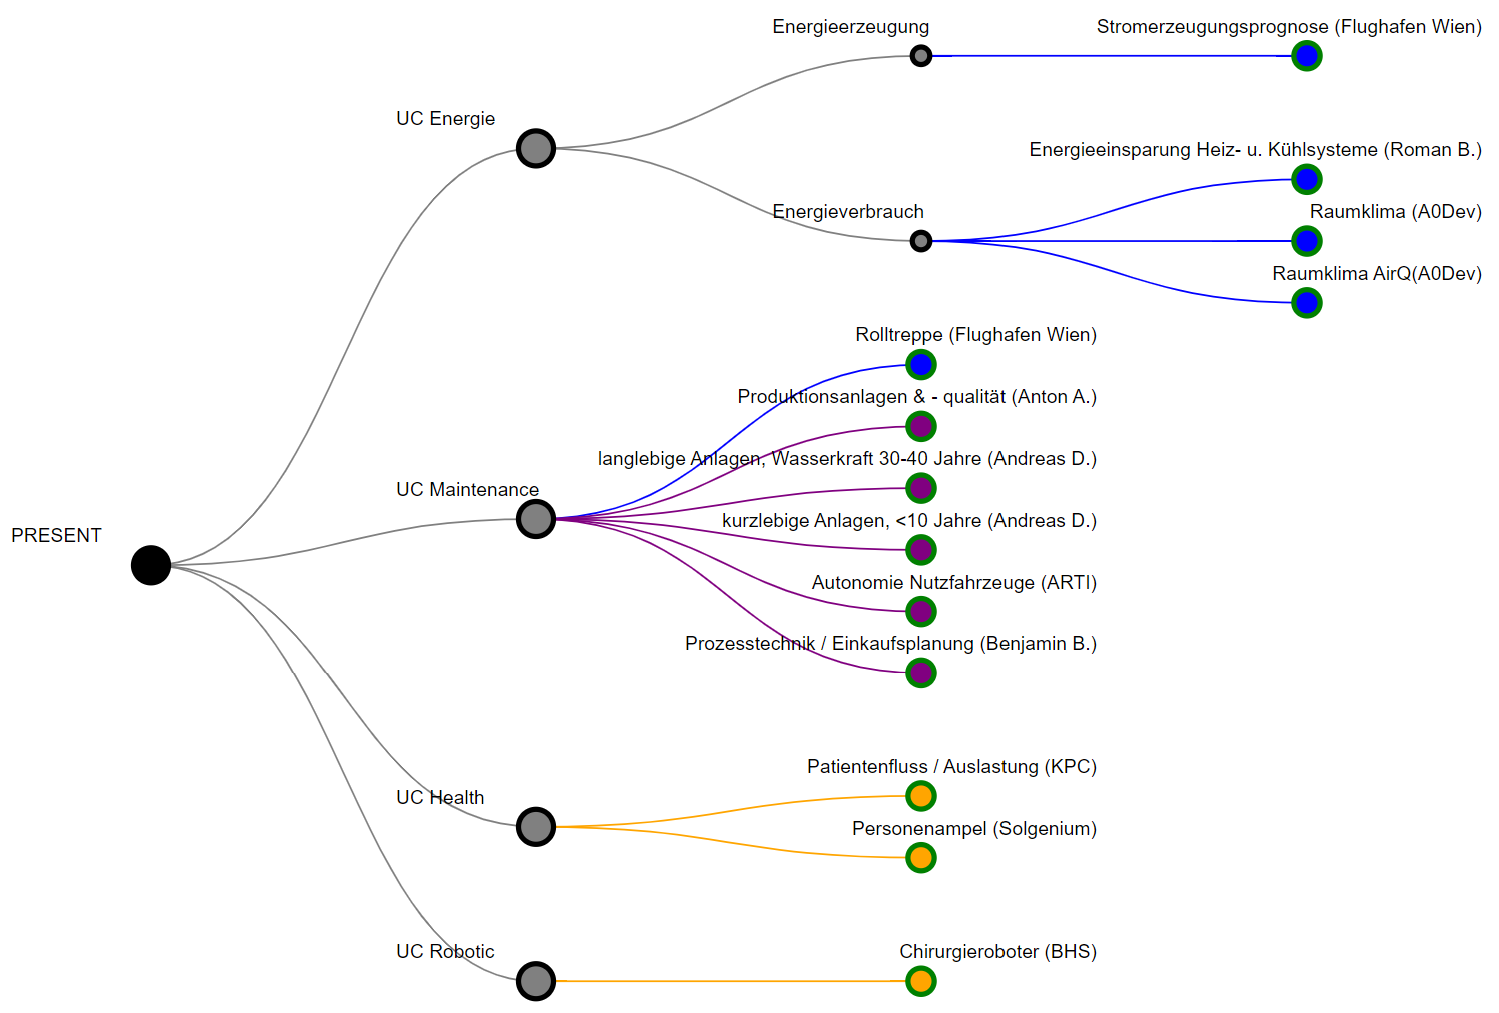 Energieerzeugung
Stromerzeugungsprognose (Flughafen Wien)
UC Energie
Energieeinsparung Heiz- u. Kühlsysteme (Roman B.)
Energieverbrauch
Raumklima (A0Dev)
Raumklima AirQ(A0Dev)
Rolltreppe (Flughafen Wien)
Produktionsanlagen & - qualität (Anton A.)
langlebige Anlagen, Wasserkraft 30-40 Jahre (Andreas D.)
UC Maintenance
kurzlebige Anlagen, <10 Jahre (Andreas D.)
PRESENT
Autonomie Nutzfahrzeuge (ARTI)
Prozesstechnik / Einkaufsplanung (Benjamin B.)
Patientenfluss / Auslastung (KPC)
UC Health
Personenampel (Solgenium)
UC Robotic
Chirurgieroboter (BHS)